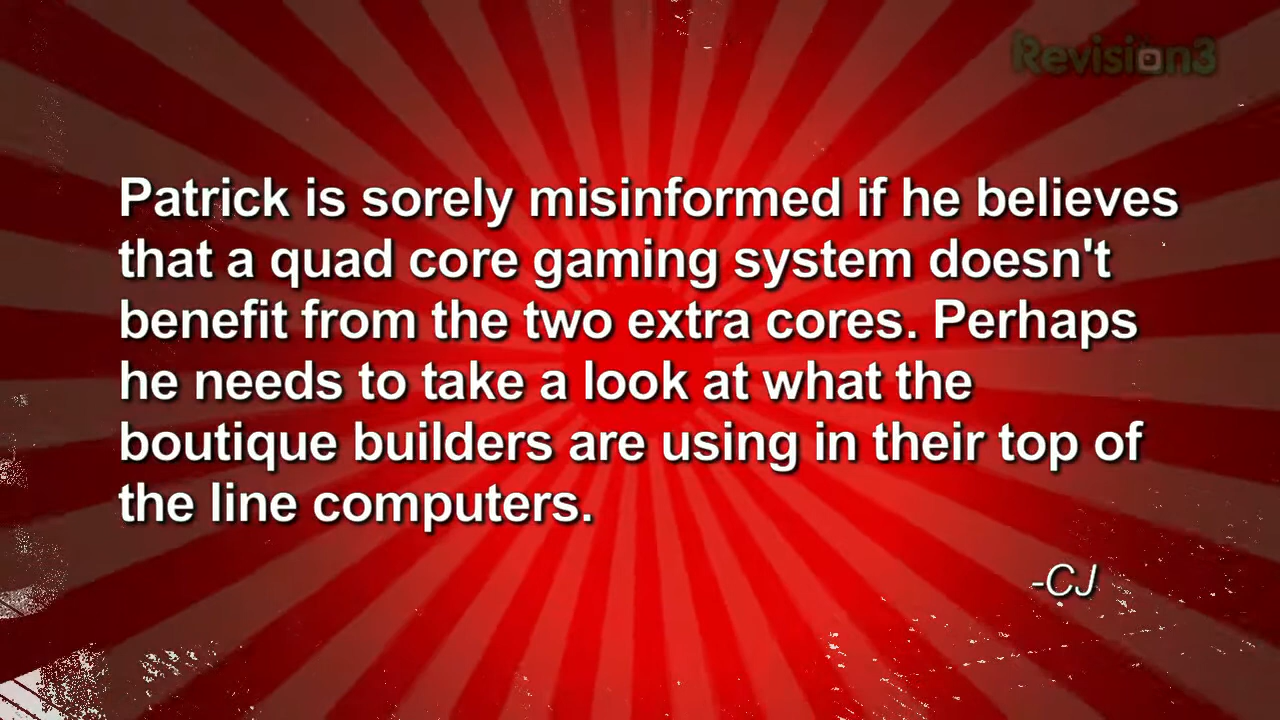 Revision3
Patrick is sorely misinformed if he believes
that a quad core gaming system doesn't
benefit from the two extra cores. Perhaps
he needs to take a look at what the
boutique builders are using in their top of
the line computers.
-CJ